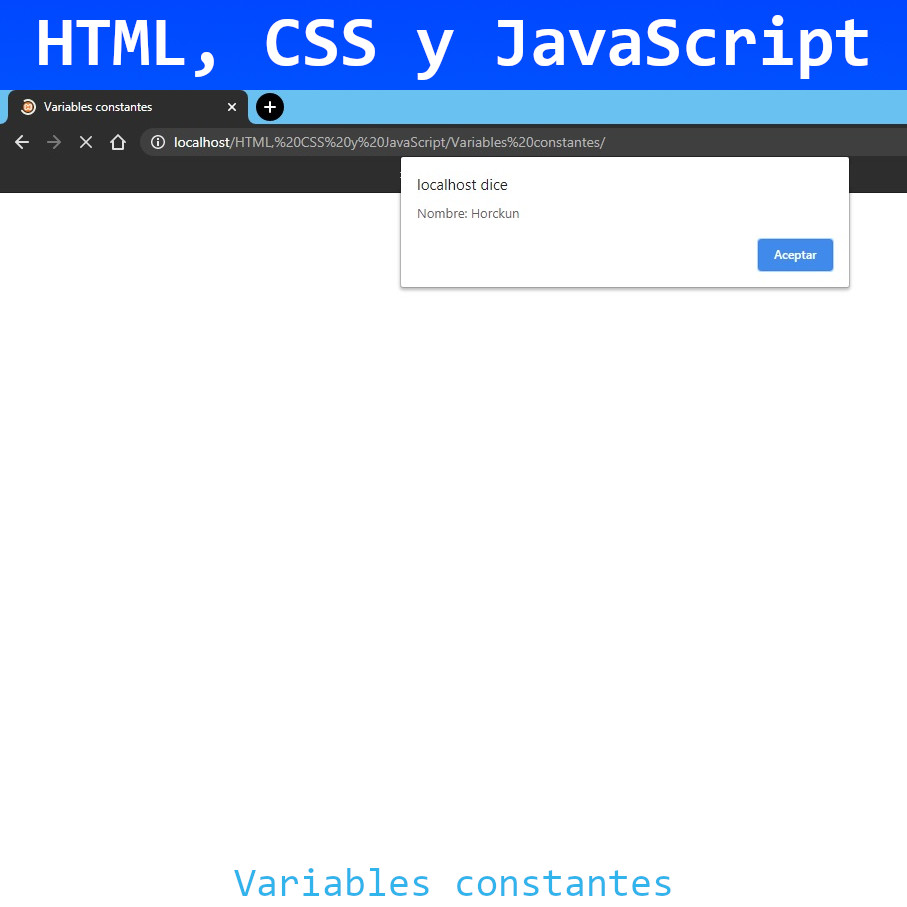 HTML, CSS y JavaScript
Variables constantes
localhost/HTML,%20CSS%20y%20JavaScript/Variables%20constantes/
localhost dice
Nombre: Horckun
Aceptar
Variables constantes